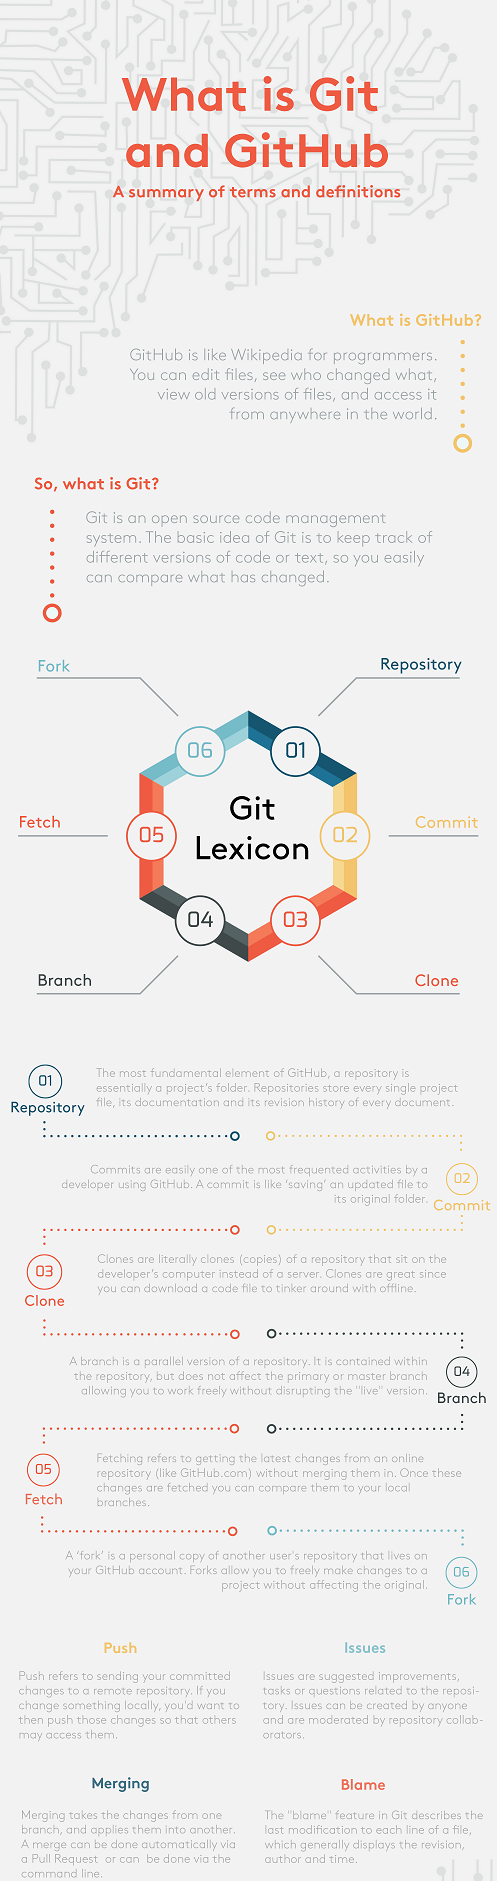 What is Git
and GitHub
A summary of terms and definitions
What is GitHub?
GitHub is like Wikipedia for programmers.
You can edit files, see who changed what,
view old versions of files, and access it
from anywhere in the world.
So, what is Git?
Git is an open source code management
system. The basic idea of Git is to keep track of
different versions of code or text, so you easily
can compare what has changed.
Fork
Repository
06
01
Git
Lexicon
Fetch
05
02
Commit
04
03
Branch
Clone
01
Repository
The most fundamental element of GitHub, a repository is
essentially a project's folder. Repositories store every single project
file, its documentation and its revision history of every document.
Commits are easily one of the most frequented activities by a
developer using GitHub. A commit is like 'saving' an updated file to
its original folder.
02
Commit
03
Clone
Clones are literally clones (copies) of a repository that sit on the
developer's computer instead of a server. Clones are great since
you can download a code file to tinker around with offline.
A branch is a parallel version of a repository. It is contained within
the repository, but does not affect the primary or master branch
allowing you to work freely without disrupting the "live" version.
04
Branch
05
Fetch
Fetching refers to getting the latest changes from an online
repository (like GitHub.com) without merging them in. Once these
changes are fetched you can compare them to your local
branches.
A 'fork' is a personal copy of another user's repository that lives on
your GitHub account. Forks allow you to freely make changes to a
project without affecting the original.
06
Fork
Push
Push refers to sending your committed
changes to a remote repository. If you
change something locally, you'd want to
then push those changes so that others
may access them.
Issues
Issues are suggested improvements,
tasks or questions related to the reposi-
tory. Issues can be created by anyone
and are moderated by repository collab-
orators.
Merging
Merging takes the changes from one
branch, and applies them into another.
A merge can be done automatically via
a Pull Request or can be done via the
command line.
Blame
The "blame" feature in Git describes the
last modification to each line of a file,
which generally displays the revision,
author and time.